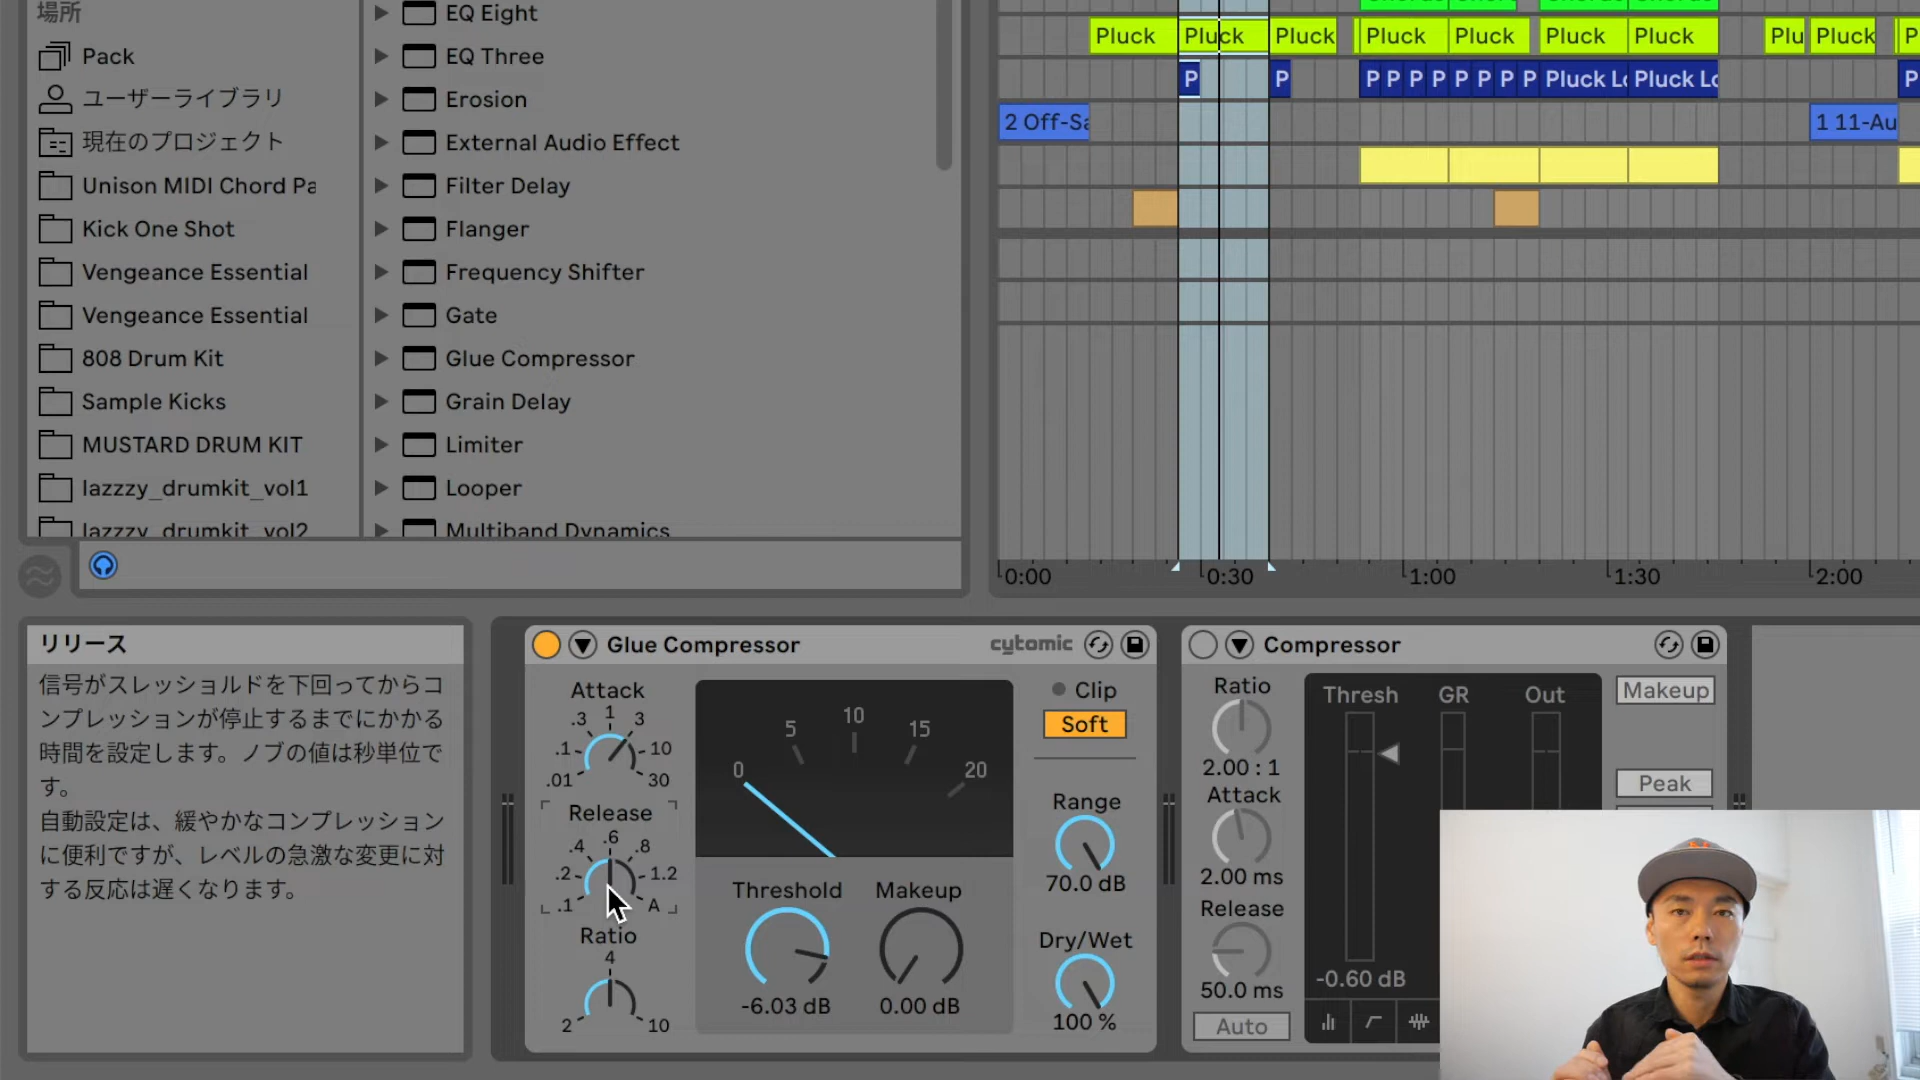 場所
Pack
ユーザーライブラリ
現在のプロジェクト
Unison MIDI Chord Pa
Kick One Shot
Vengeance Essential
Vengeance Essential
808 Drum Kit
Sample Kicks
MUSTARD DRUM KIT
lazzzy_drumkit_vol1
lazzzy_drumkit_vol2
EQ Eight
EQ Three
Erosion
External Audio Effect
Filter Delay
Flanger
Frequency Shifter
Gate
Glue Compressor
Grain Delay
Limiter
Looper
Multiband Dynamics
Pluck Pluck Pluck Pluck Pluck Pluck Pluck Plu Pluck P
P P P P P P P P P P Pluck Lo Pluck Lo P
2 Off-Sa 1 11-Au
0:00 0:30 1:00 1:30 2:00
リリース
信号がスレッショルドを下回ってからコ
ンプレッションが停止するまでにかかる
時間を設定します。ノブの値は秒単位で
す。
自動設定は、緩やかなコンプレッション
に便利ですが、レベルの急激な変更に対
する反応は遅くなります。
Glue Compressor cytomic
Attack
.01 .1 .3 1 3 10 30
Release
.1 .2 .4 .6 .8 1.2 A
Ratio
2 4 10
0 5 10 15 20
Threshold
-6.03 dB
Makeup
0.00 dB
Clip
Soft
Range
70.0 dB
Dry/Wet
100 %
Compressor
Ratio
2.00 : 1
Attack
2.00 ms
Release
50.0 ms
Auto
Thresh GR Out
-0.60 dB
Makeup
Peak